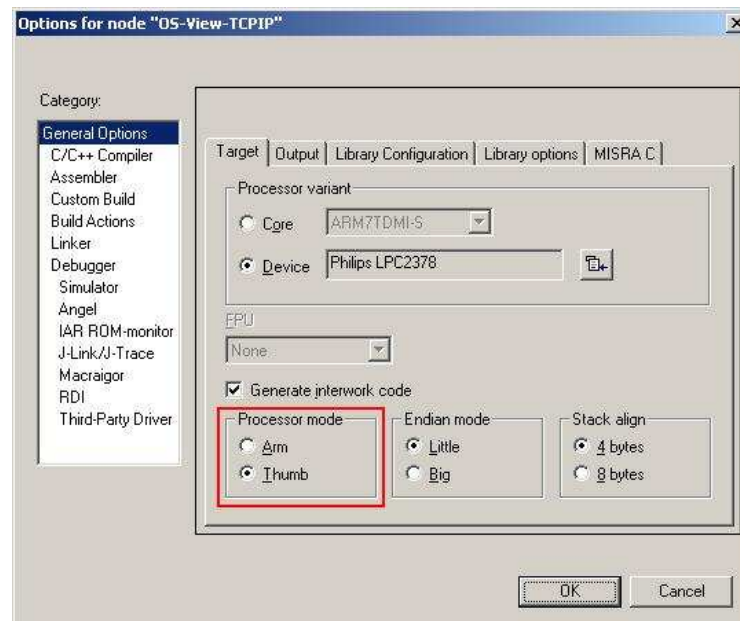 Options for node "OS-View-TCPIP"
Category:
General Options
C/C++ Compiler
Assembler
Custom Build
Build Actions
Linker
Debugger
Simulator
Angel
IAR ROM-monitor
J-Link/J-Trace
Macraigor
RDI
Third-Party Driver
Target
Output
Library Configuration
Library options
MISRA C
Processor variant
Core
ARM7TDMI-S
Device
Philips LPC2378
FPU
None
Generate interwork code
Processor mode
Arm
Thumb
Endian mode
Little
Big
Stack align
4 bytes
8 bytes
OK
Cancel